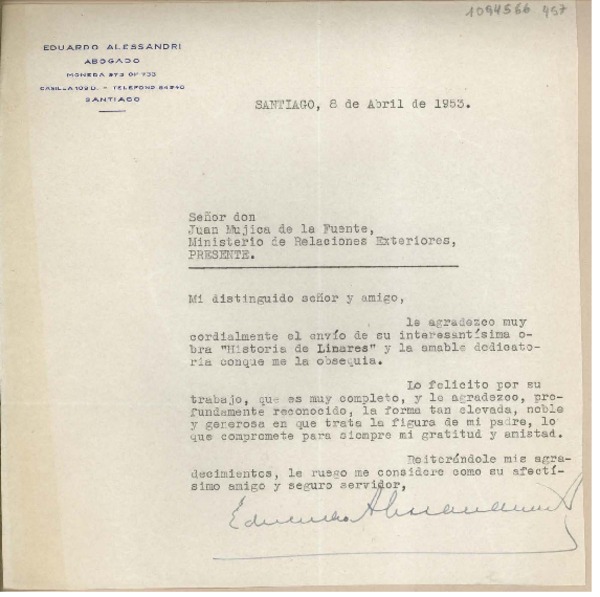 1094566 457
EDUARDO ALESSANDRI
ABOGADO
MONEDA 973 OF 733
CASILLA 102 D. - TELEFONO 84940
SANTIAGO
SANTIAGO, 8 de Abril de 1953.
Señor don
Juan Mujica de la Fuente,
Ministerio de Relaciones Exteriores,
PRESENTE.
Mi distinguido señor y amigo,
le agradezco muy
cordialmente el envío de su interesantísima o-
bra "Historia de Linares" y la amable dedicato-
ria conque me la obsequia.
Lo felicito por su
trabajo, que es muy completo, y le agradezco, pro-
fundamente reconocido, la forma tan elevada, noble
y generosa en que trata la figura de mi padre, lo
que compromete para siempre mi gratitud y amistad.
Reiterándole mis agra-
decimientos, le ruego me considere como su afectí-
simo amigo y seguro servidor,
Eduardo Alessandri